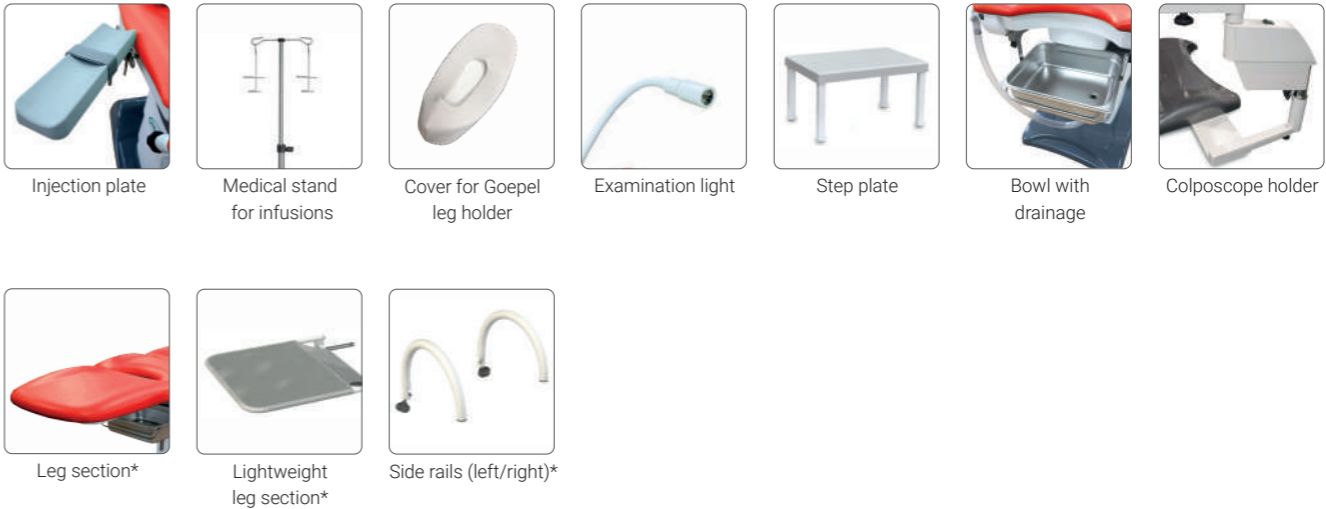 Injection plate
Medical stand
for infusions
Cover for Goepel
leg holder
Examination light
Step plate
Bowl with
drainage
Colposcope holder
Leg section*
Lightweight
leg section*
Side rails (left/right)*